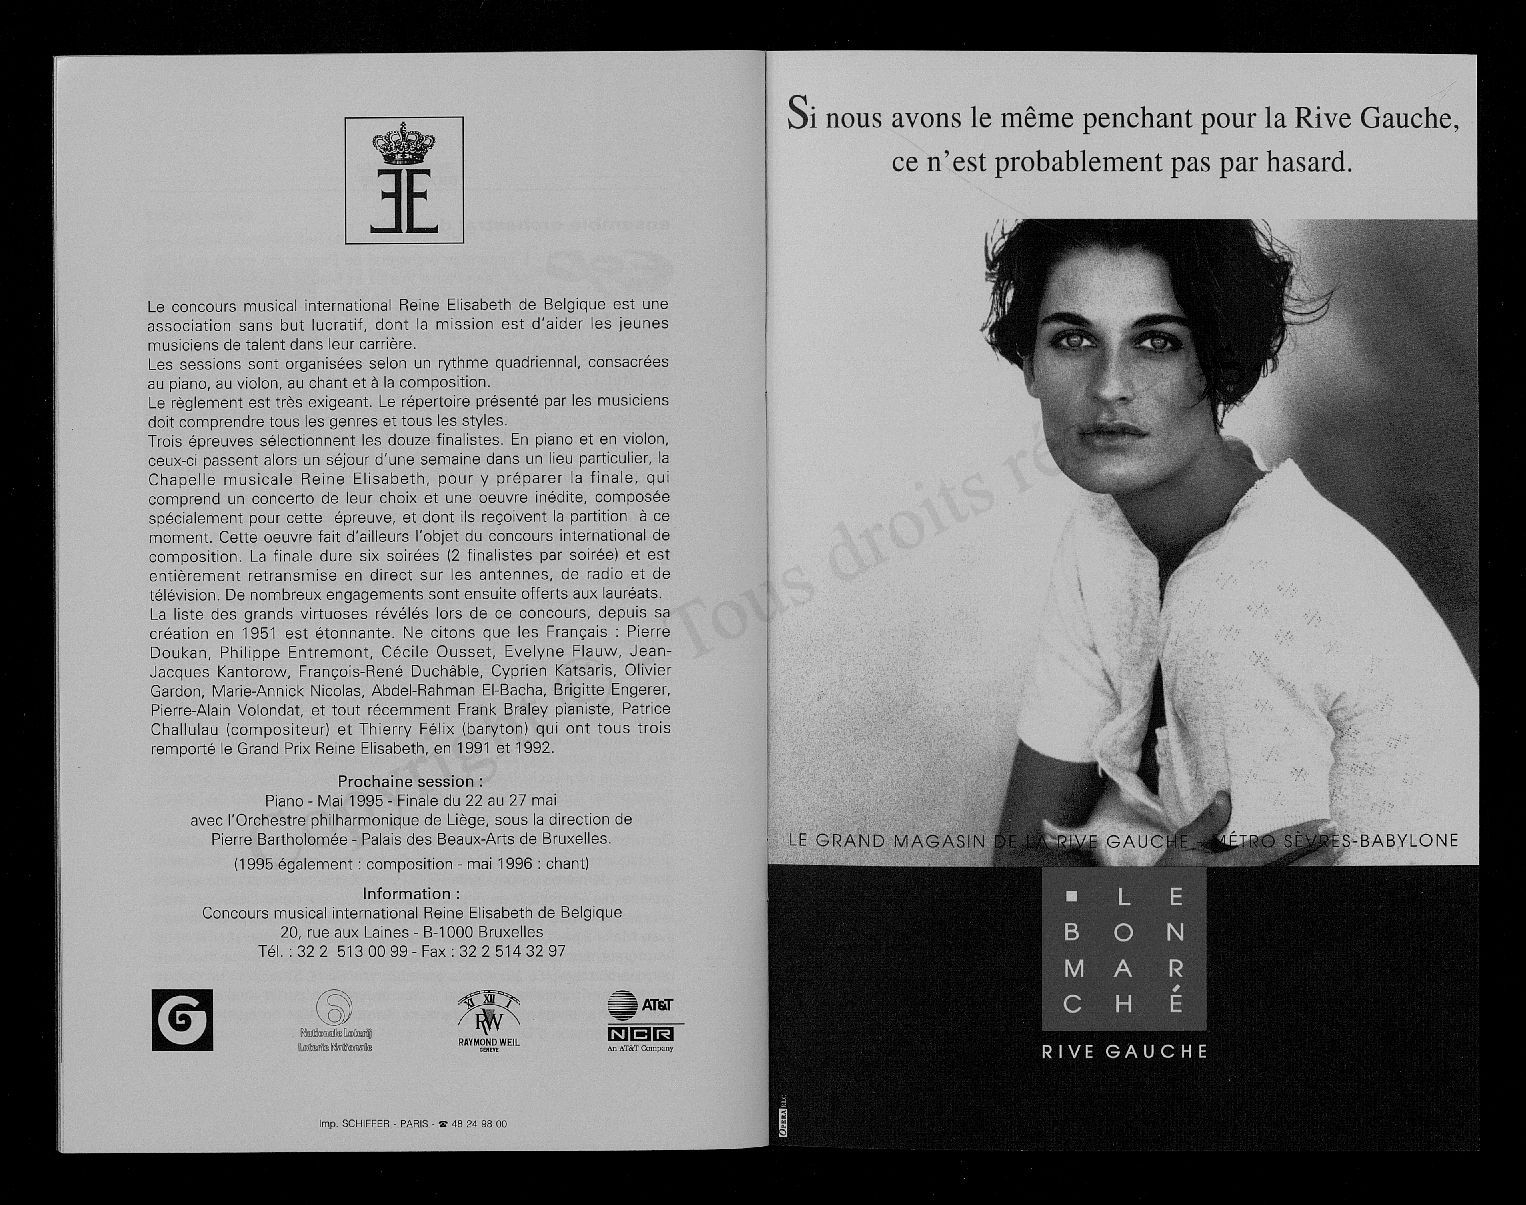 Le concours musical international Reine Elisabeth de Belgique est une
association sans but lucratif, dont la mission est d'aider les jeunes
musiciens de talent dans leur carrière.
Les sessions sont organisées selon un rythme quadriennal, consacrées
au piano, au violon, au chant et à la composition.
Le règlement est très exigeant. Le répertoire présenté par les musiciens
doit comprendre tous les genres et tous les styles.
Trois épreuves sélectionnent les douze finalistes. En piano et en violon,
ceux-ci passent alors un séjour d'une semaine dans un lieu particulier, la
Chapelle musicale Reine Elisabeth, pour y préparer la finale, qui
comprend un concerto de leur choix et une oeuvre inédite, composée
spécialement pour cette épreuve, et dont ils reçoivent la partition à ce
moment. Cette oeuvre fait d'ailleurs l'objet du concours international de
composition. La finale dure six soirées (2 finalistes par soirée) et est
entièrement retransmise en direct sur les antennes, de radio et de
télévision. De nombreux engagements sont ensuite offerts aux lauréats.
La liste des grands virtuoses révélés lors de ce concours, depuis sa
création en 1951 est étonnante. Ne citons que les Français : Pierre
Doukan, Philippe Entremont, Cécile Ousset, Evelyne Flauw, Jean-
Jacques Kantorow, François-René Duchâble, Cyprien Katsaris, Olivier
Gardon, Marie-Annick Nicolas, Abdel-Rahman El-Bacha, Brigitte Engerer,
Pierre-Alain Volondat, et tout récemment Frank Braley pianiste, Patrice
Challulau (compositeur) et Thierry Félix (baryton) qui ont tous trois
remporté le Grand Prix Reine Elisabeth, en 1991 et 1992.
Prochaine session :
Piano - Mai 1995 - Finale du 22 au 27 mai
avec l'Orchestre philharmonique de Liège, sous la direction de
Pierre Bartholomée - Palais des Beaux-Arts de Bruxelles.
(1995 également : composition - mai 1996 : chant)
Information :
Concours musical international Reine Elisabeth de Belgique
20, rue aux Laines - B-1000 Bruxelles
Tél. : 32 2 513 00 99 - Fax : 32 2 514 32 97
G
Nationale Loterij
Loterie Nationale
XI XII I
RW
RAYMOND WEIL
GENEVE
AT&T
NCR
An AT&T Company
Imp. SCHIFFER - PARIS - ☎ 48 24 98 00
Si nous avons le même penchant pour la Rive Gauche,
ce n'est probablement pas par hasard.
LE GRAND MAGASIN DE LA RIVE GAUCHE - MÉTRO SÈVRES-BABYLONE
LE
BON
MAR
CHÉ
RIVE GAUCHE
OPERA RLC
Tous droits ré